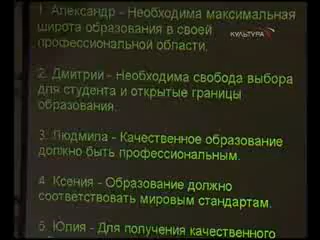 1. Александр - Необходима максимальная
широта образования в своей
профессиональной области.
КУЛЬТУРА
2. Дмитрий - Необходима свобода выбора
для студента и открытые границы
образования.
3. Людмила - Качественное образование
должно быть профессиональным.
4. Ксения - Образование должно
соответствовать мировым стандартам.
5. Юлия - Для получения качественного